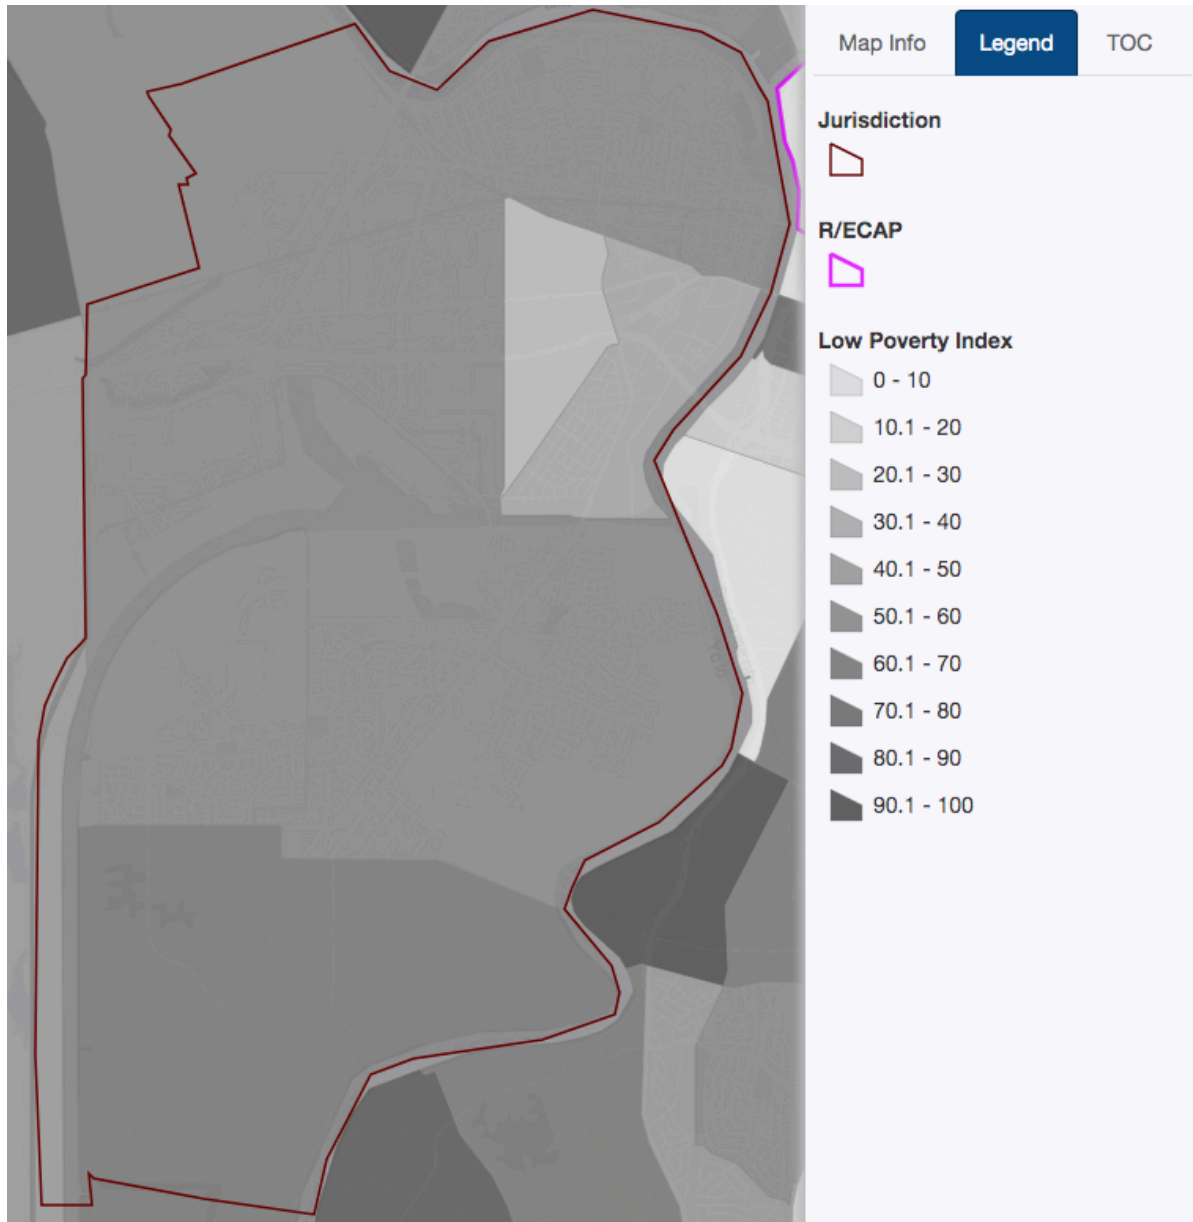 Map Info
Legend
TOC
Jurisdiction
R/ECAP
Low Poverty Index
0 - 10
10.1 - 20
20.1 - 30
30.1 - 40
40.1 - 50
50.1 - 60
60.1 - 70
70.1 - 80
80.1 - 90
90.1 - 100
Yolo